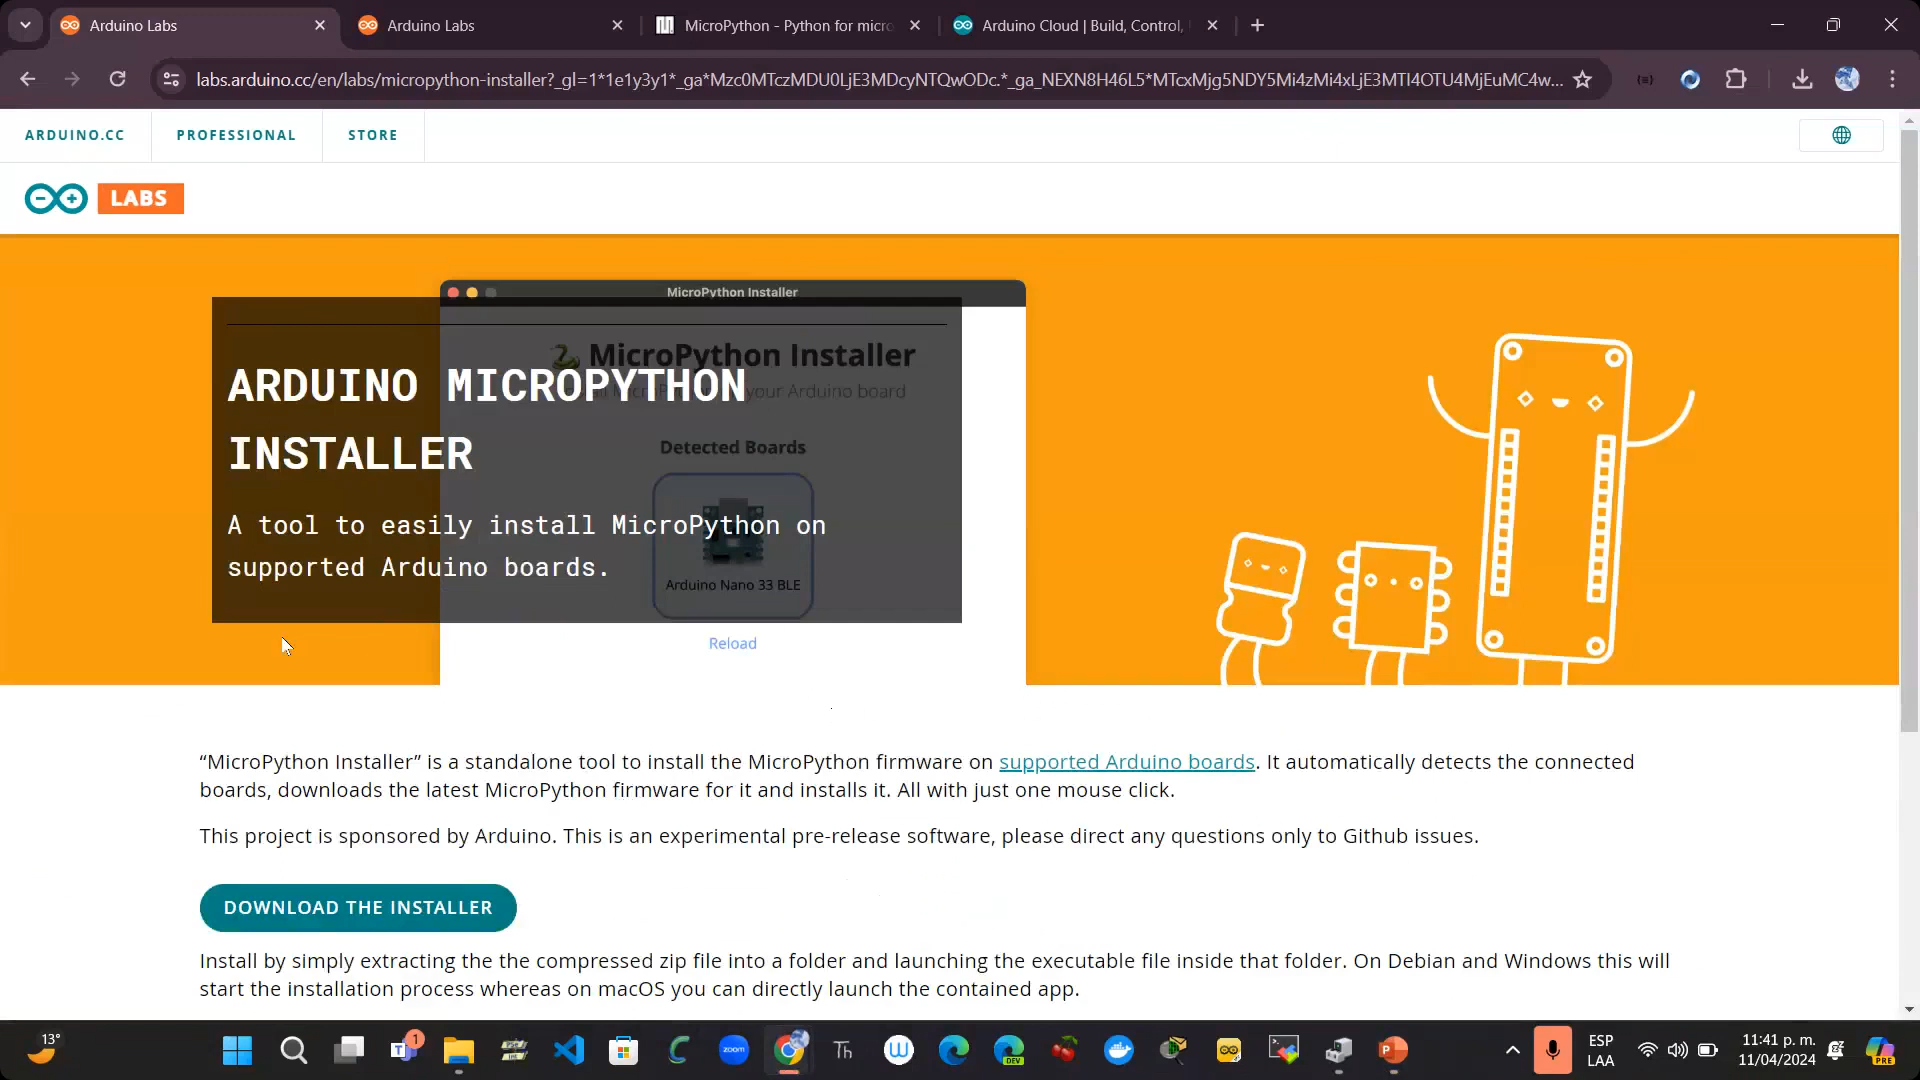 Arduino Labs
Arduino Labs
MicroPython - Python for micro
Arduino Cloud | Build, Control,
labs.arduino.cc/en/labs/micropython-installer?_gl=1*1e1y3y1*_ga*Mzc0MTczMDU0LjE3MDcyNTQwODc.*_ga_NEXN8H46L5*MTcxMjg5NDY5Mi4zMi4xLjE3MTI4OTU4MjEuMC4w...
ARDUINO.CC
PROFESSIONAL
STORE
LABS
MicroPython Installer
MicroPython Installer
your Arduino board
ARDUINO MICROPYTHON
INSTALLER
Detected Boards
A tool to easily install MicroPython on
supported Arduino boards.
Arduino Nano 33 BLE
Reload
“MicroPython Installer” is a standalone tool to install the MicroPython firmware on supported Arduino boards. It automatically detects the connected
boards, downloads the latest MicroPython firmware for it and installs it. All with just one mouse click.
This project is sponsored by Arduino. This is an experimental pre-release software, please direct any questions only to Github issues.
DOWNLOAD THE INSTALLER
Install by simply extracting the the compressed zip file into a folder and launching the executable file inside that folder. On Debian and Windows this will
start the installation process whereas on macOS you can directly launch the contained app.
13°
1
zoom
Th
DEV
ESP
LAA
11:41 p. m.
11/04/2024
PRE